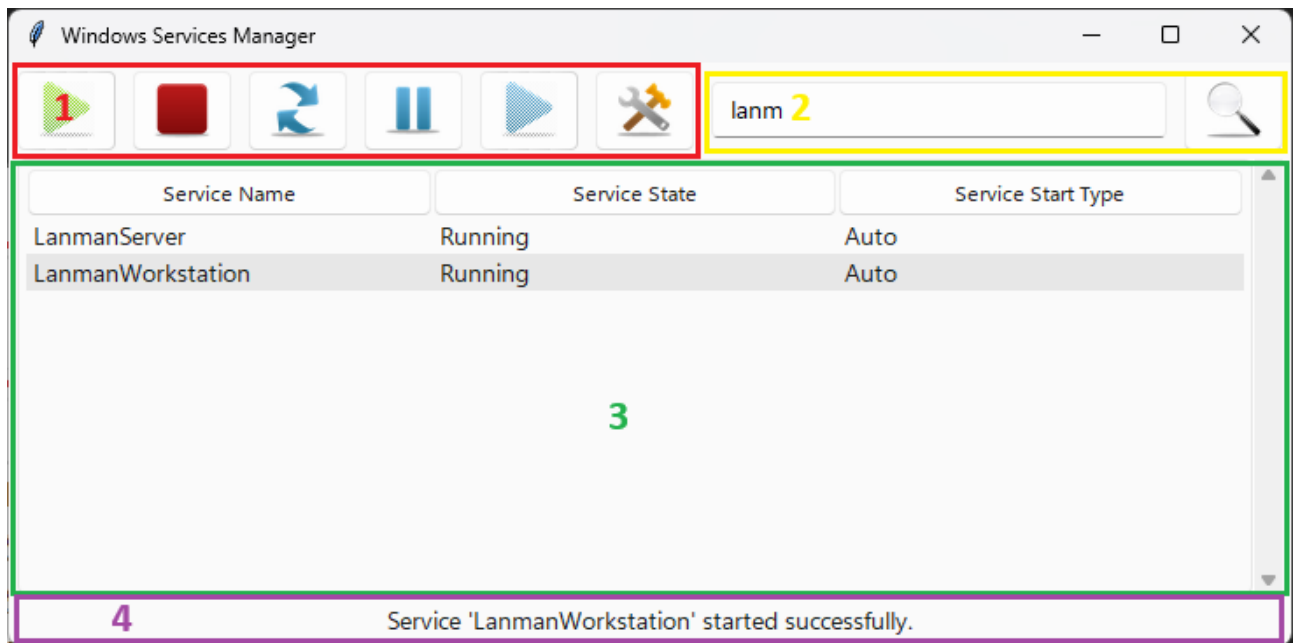 Windows Services Manager
1
lanm 2
Service Name Service State Service Start Type
LanmanServer Running Auto
LanmanWorkstation Running Auto
3
4 Service 'LanmanWorkstation' started successfully.